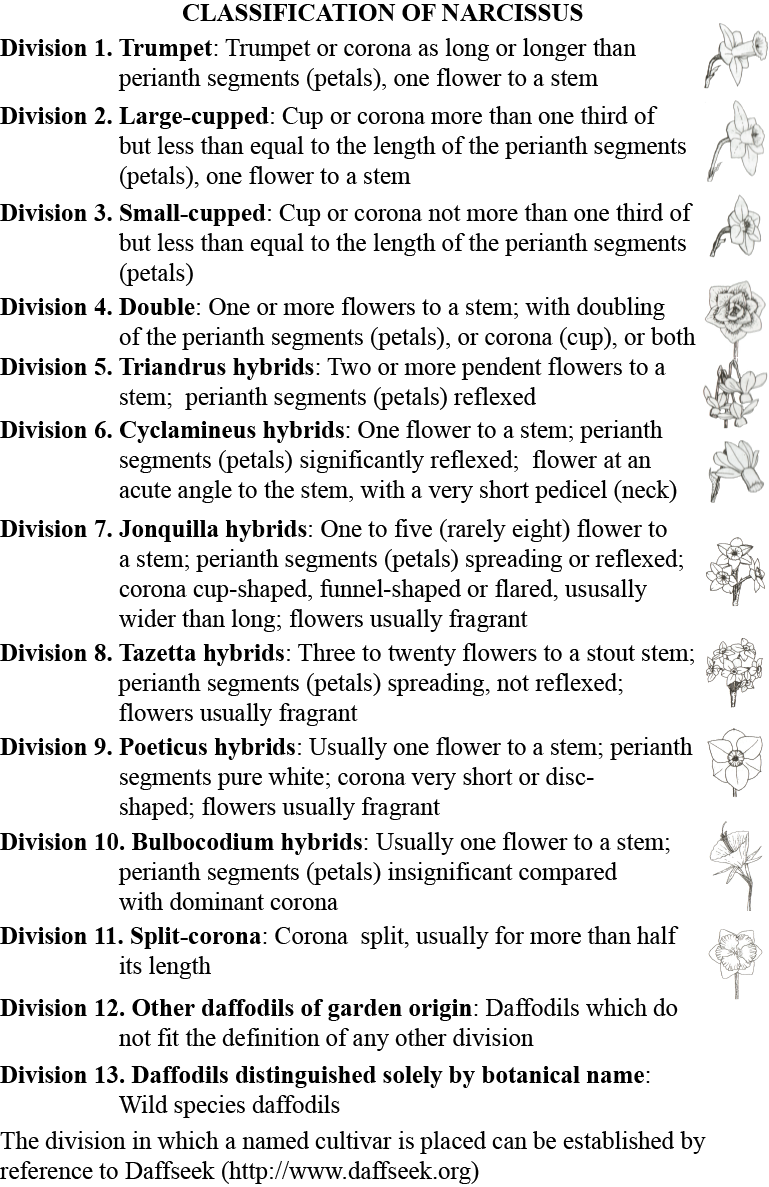 CLASSIFICATION OF NARCISSUS
Division 1. Trumpet: Trumpet or corona as long or longer than
perianth segments (petals), one flower to a stem
Division 2. Large-cupped: Cup or corona more than one third of
but less than equal to the length of the perianth segments
(petals), one flower to a stem
Division 3. Small-cupped: Cup or corona not more than one third of
but less than equal to the length of the perianth segments
(petals)
Division 4. Double: One or more flowers to a stem; with doubling
of the perianth segments (petals), or corona (cup), or both
Division 5. Triandrus hybrids: Two or more pendent flowers to a
stem;  perianth segments (petals) reflexed
Division 6. Cyclamineus hybrids: One flower to a stem; perianth
segments (petals) significantly reflexed;  flower at an
acute angle to the stem, with a very short pedicel (neck)
Division 7. Jonquilla hybrids: One to five (rarely eight) flower to
a stem; perianth segments (petals) spreading or reflexed;
corona cup-shaped, funnel-shaped or flared, ususally
wider than long; flowers usually fragrant
Division 8. Tazetta hybrids: Three to twenty flowers to a stout stem;
perianth segments (petals) spreading, not reflexed;
flowers usually fragrant
Division 9. Poeticus hybrids: Usually one flower to a stem; perianth
segments pure white; corona very short or disc-
shaped; flowers usually fragrant
Division 10. Bulbocodium hybrids: Usually one flower to a stem;
perianth segments (petals) insignificant compared
with dominant corona
Division 11. Split-corona: Corona  split, usually for more than half
its length
Division 12. Other daffodils of garden origin: Daffodils which do
not fit the definition of any other division
Division 13. Daffodils distinguished solely by botanical name:
Wild species daffodils
The division in which a named cultivar is placed can be established by
reference to Daffseek (http://www.daffseek.org)